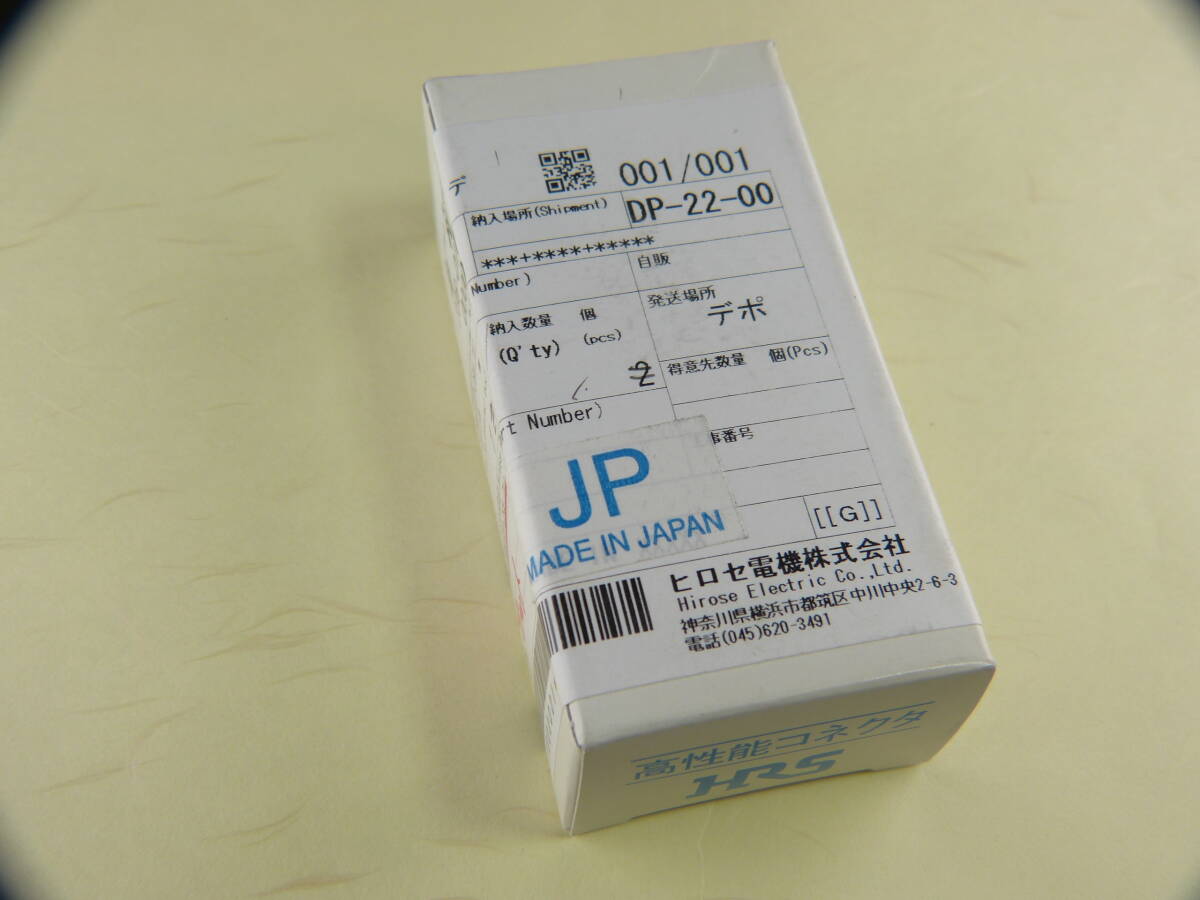 001/001
デ
納入場所(Shipment)
DP-22-00
***+****+*****
自販
Number)
発送場所
デポ
納入数量 個
(Q'ty) (pcs)
2
得意先数量 個(Pcs)
rt Number)
番号
JP
MADE IN JAPAN
[[G]]
ヒロセ電機株式会社
Hirose Electric Co.,Ltd.
神奈川県横浜市都筑区中川中央2-6-3
電話(045)620-3491
高性能コネクタ
HRS